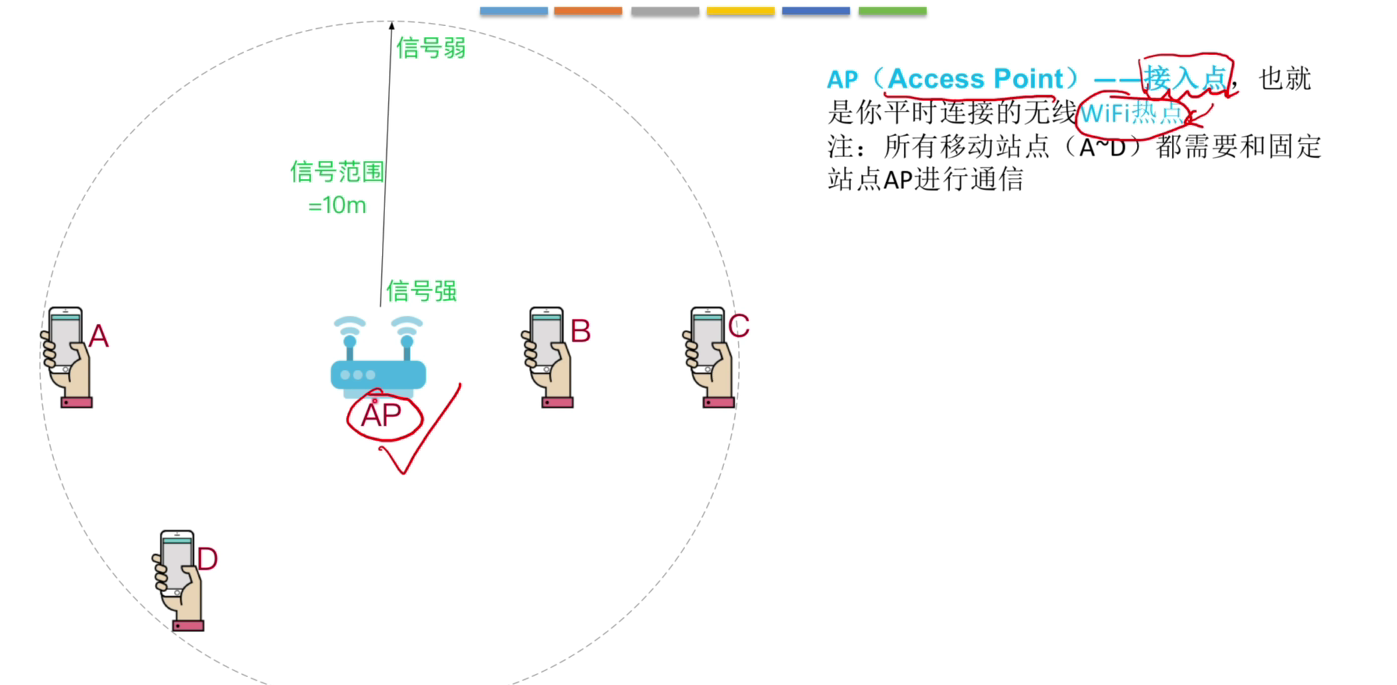 信号弱
信号范围
=10m
信号强
A
B
C
AP
D
AP（Access Point）——接入点，也就
是你平时连接的无线WiFi热点
注：所有移动站点（A~D）都需要和固定
站点AP进行通信